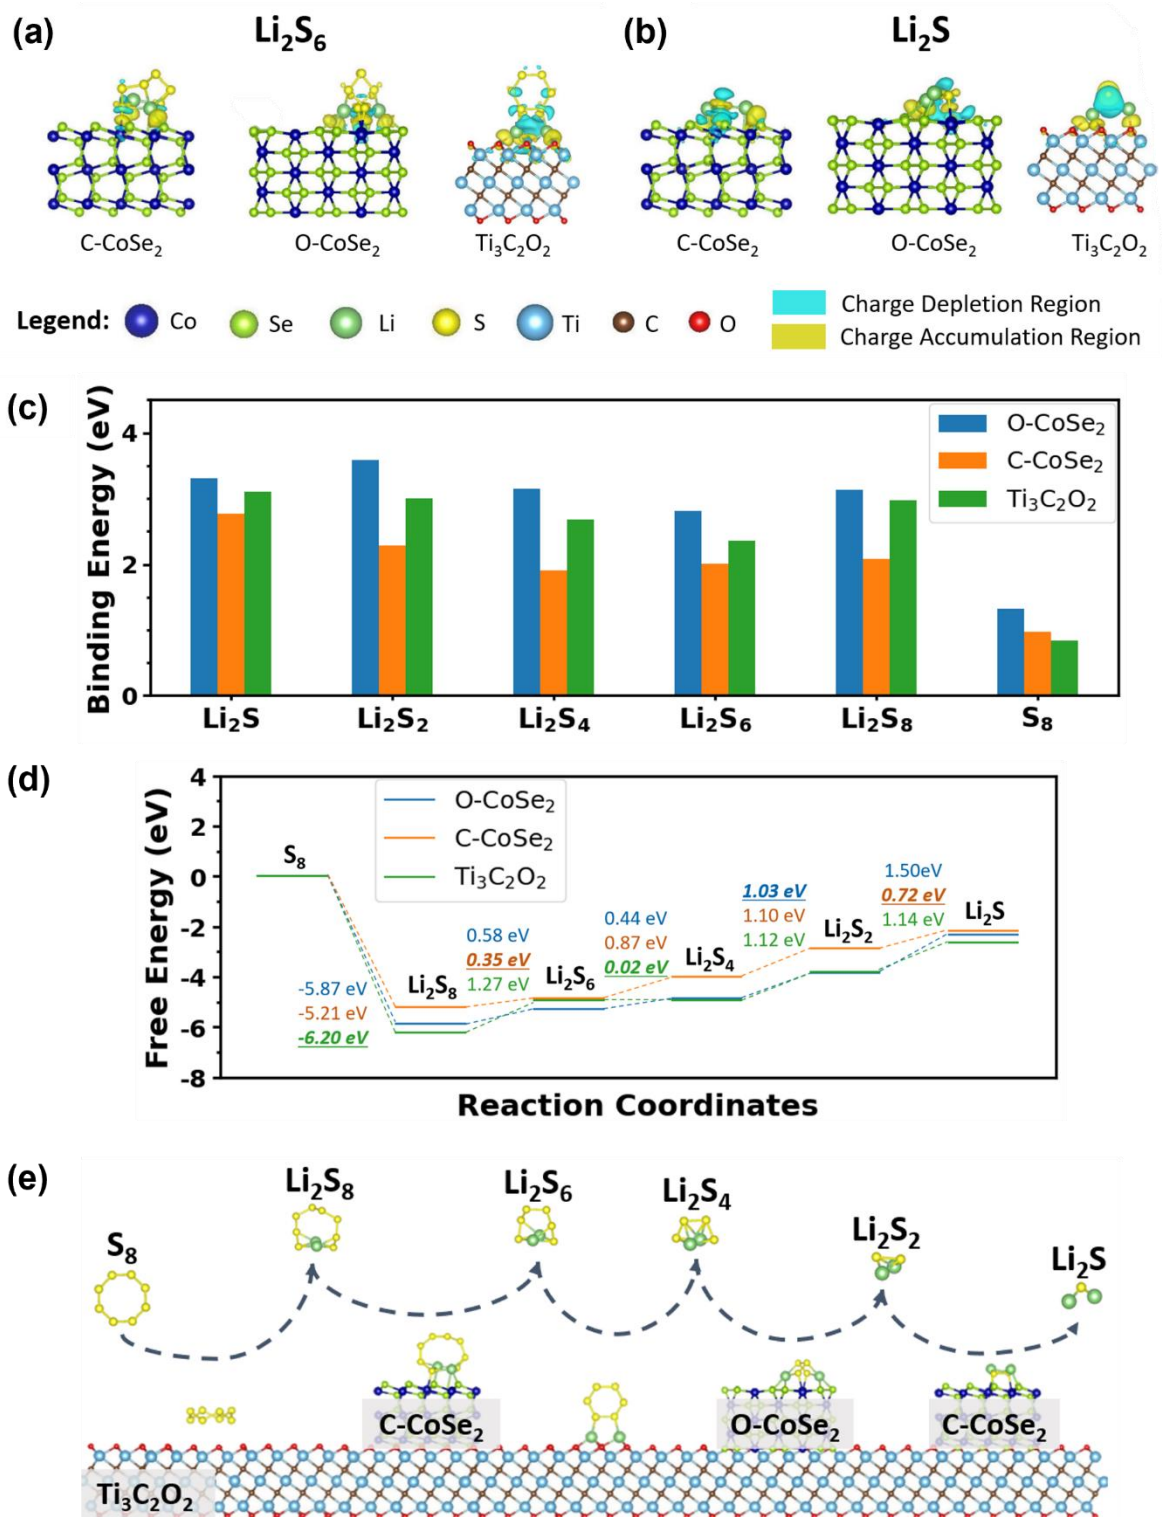 (a) Li₂S₆ (b) Li₂S
C-CoSe₂ O-CoSe₂ Ti₃C₂O₂ C-CoSe₂ O-CoSe₂ Ti₃C₂O₂
Legend: Co Se Li S Ti C O
Charge Depletion Region
Charge Accumulation Region
(c)
Binding Energy (eV)
4
2
0
O-CoSe₂
C-CoSe₂
Ti₃C₂O₂
Li₂S Li₂S₂ Li₂S₄ Li₂S₆ Li₂S₈ S₈
(d)
Free Energy (eV)
4
2
0
-2
-4
-6
-8
O-CoSe₂
C-CoSe₂
Ti₃C₂O₂
S₈
-5.87 eV
-5.21 eV
-6.20 eV
Li₂S₈
0.58 eV
0.35 eV
1.27 eV
Li₂S₆
0.44 eV
0.87 eV
0.02 eV
Li₂S₄
1.03 eV
1.10 eV
1.12 eV
Li₂S₂
1.50eV
0.72 eV
1.14 eV
Li₂S
Reaction Coordinates
(e)
S₈
Li₂S₈
Li₂S₆
Li₂S₄
Li₂S₂
Li₂S
C-CoSe₂ O-CoSe₂ C-CoSe₂
Ti₃C₂O₂